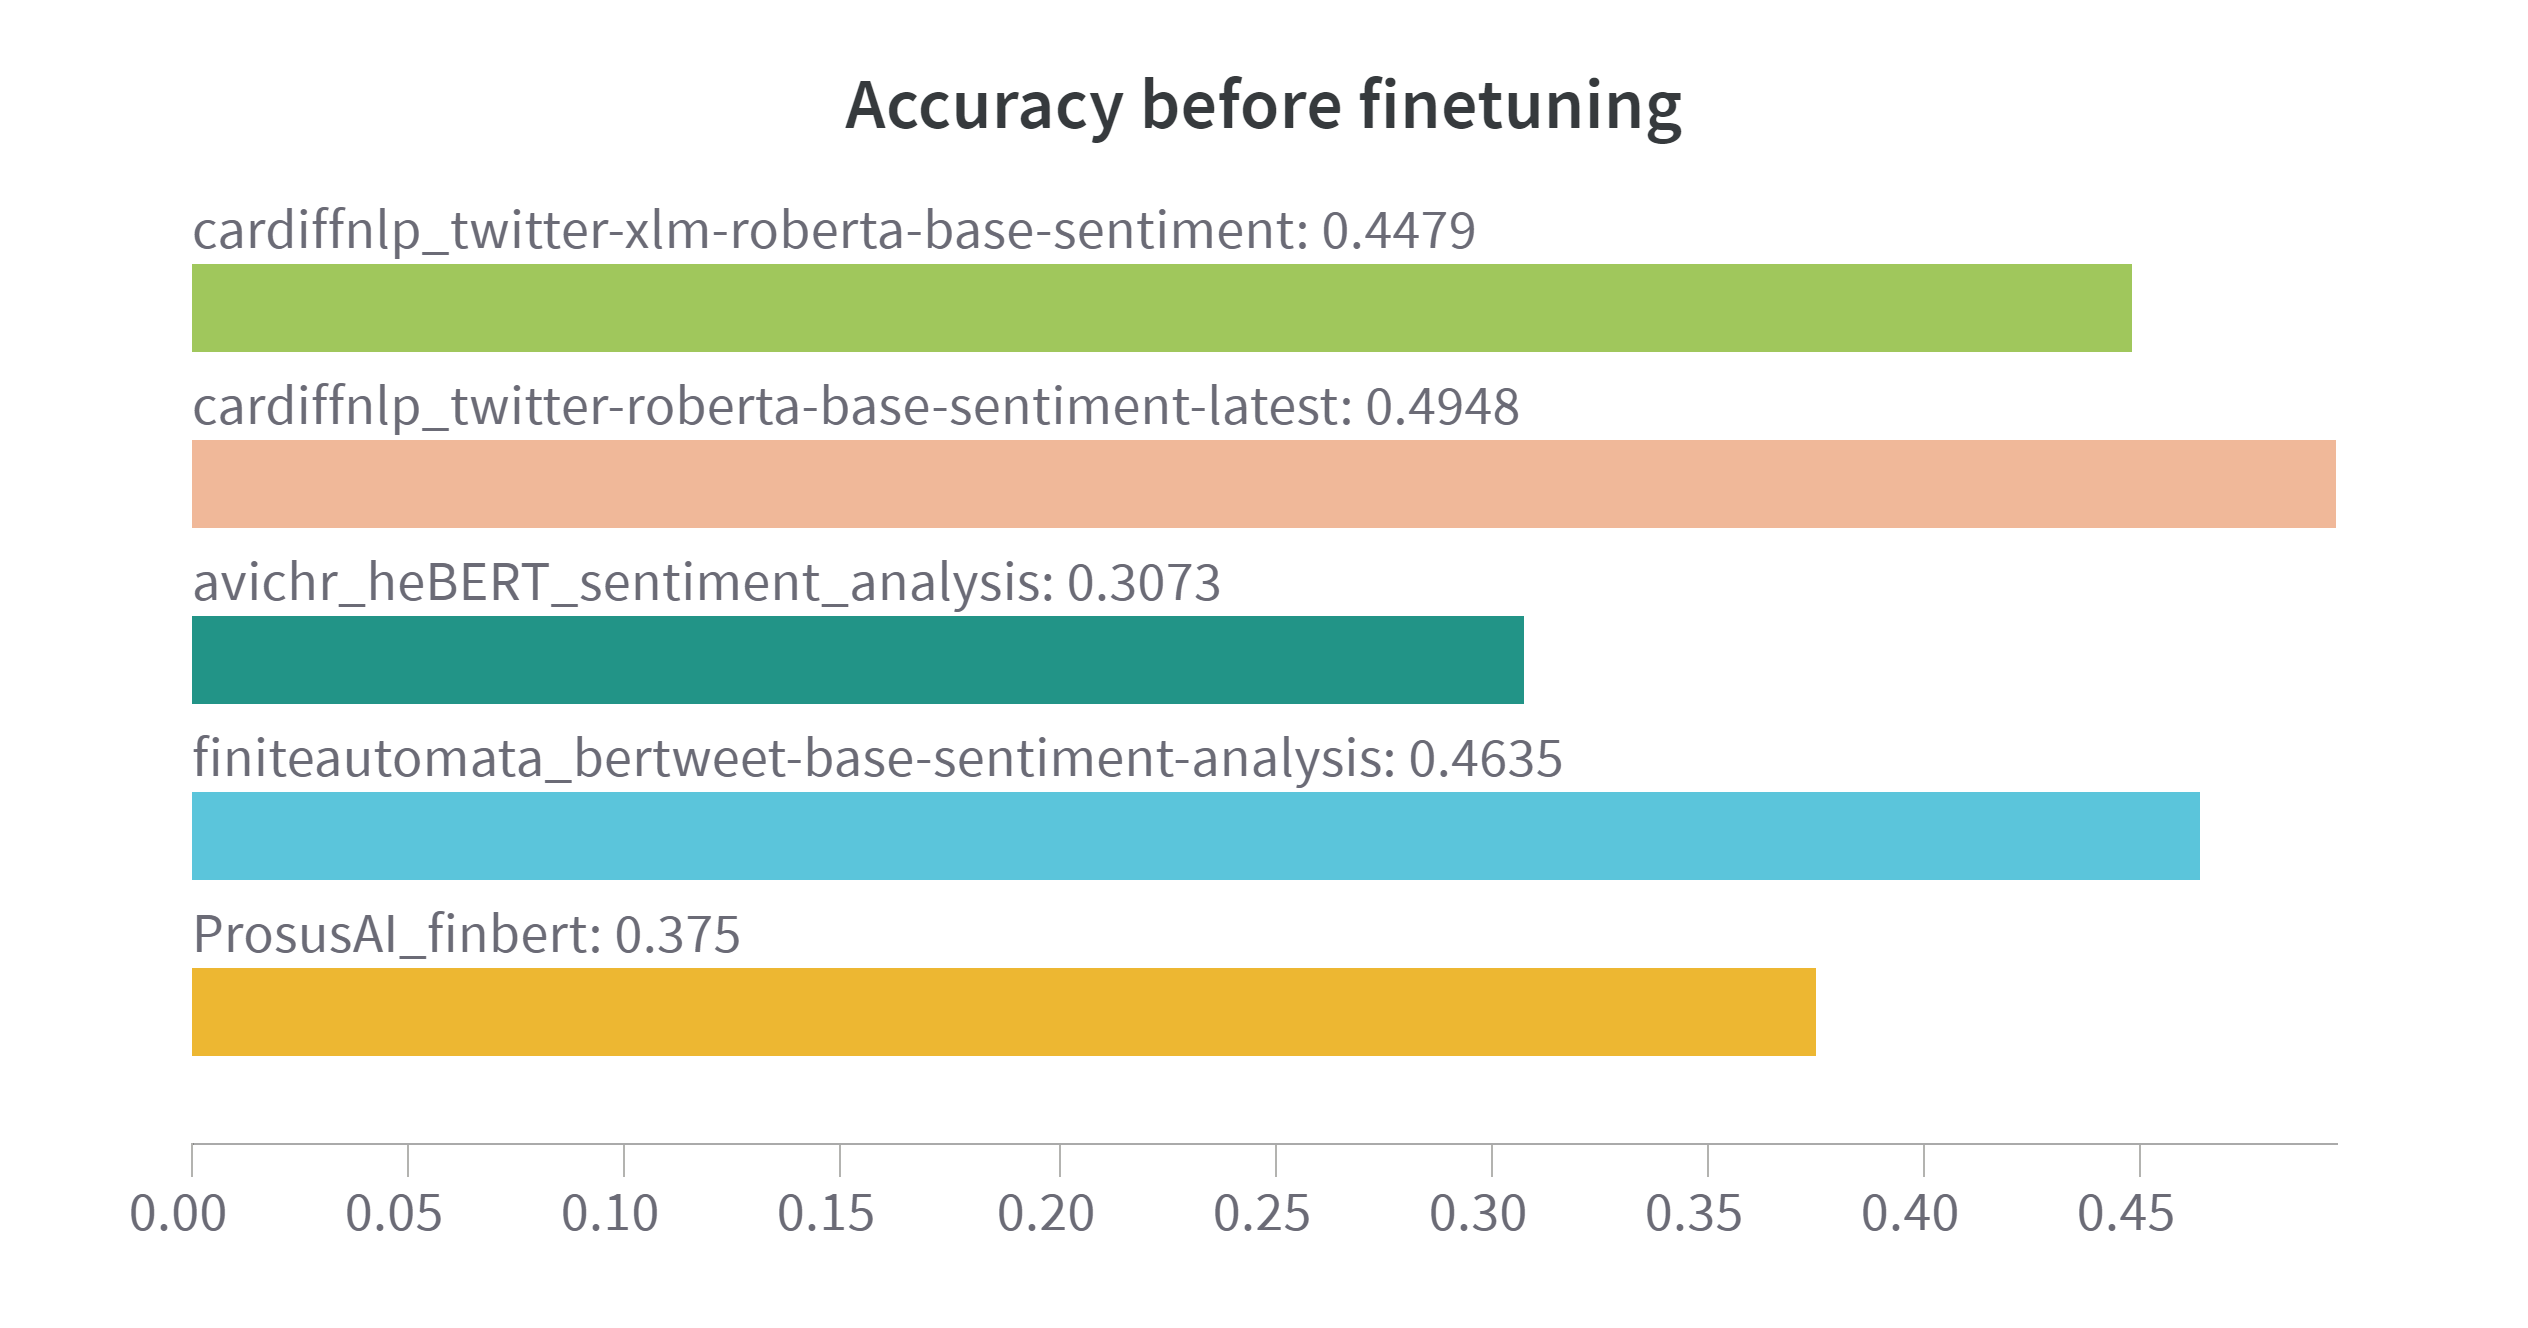 Accuracy before finetuning
cardiffnlp_twitter-xlm-roberta-base-sentiment: 0.4479
cardiffnlp_twitter-roberta-base-sentiment-latest: 0.4948
avichr_heBERT_sentiment_analysis: 0.3073
finiteautomata_bertweet-base-sentiment-analysis: 0.4635
ProsusAI_finbert: 0.375
0.00 0.05 0.10 0.15 0.20 0.25 0.30 0.35 0.40 0.45